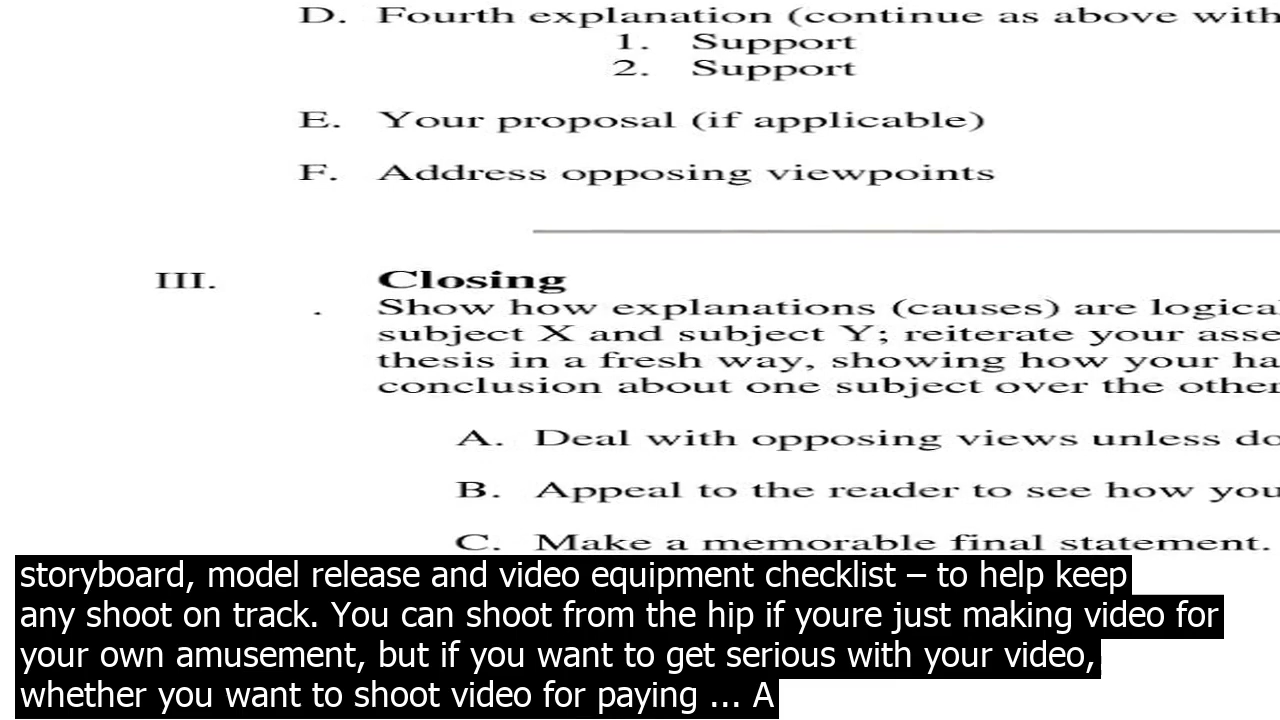 D. Fourth explanation (continue as above with
1. Support
2. Support
E. Your proposal (if applicable)
F. Address opposing viewpoints
III. Closing
. Show how explanations (causes) are logical
subject X and subject Y; reiterate your asse
thesis in a fresh way, showing how your ha
conclusion about one subject over the other
A. Deal with opposing views unless do
B. Appeal to the reader to see how you
C. Make a memorable final statement.
storyboard, model release and video equipment checklist – to help keep
any shoot on track. You can shoot from the hip if youre just making video for
your own amusement, but if you want to get serious with your video,
whether you want to shoot video for paying ... A